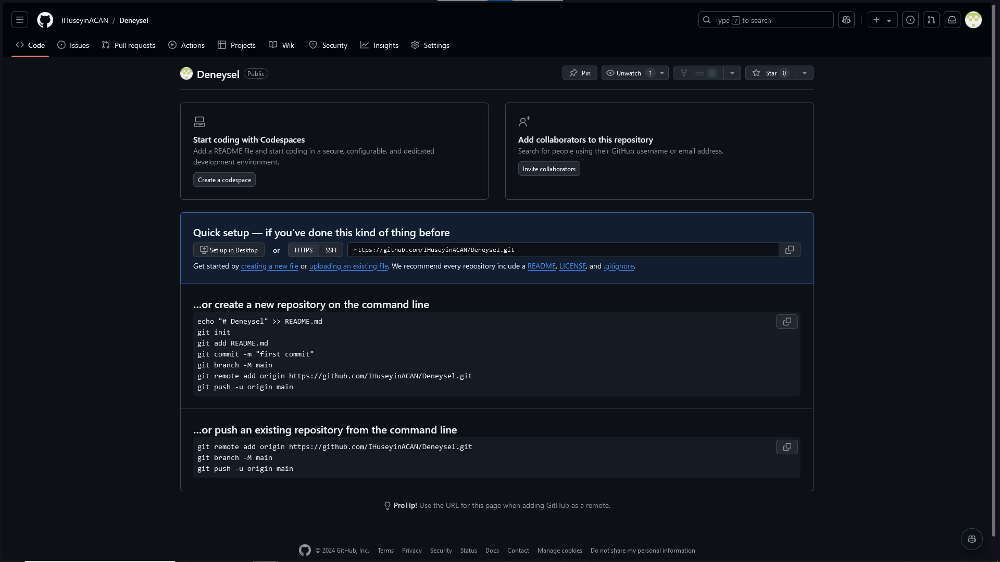 IHuseyinACAN / Deneysel
Type / to search
Code
Issues
Pull requests
Actions
Projects
Wiki
Security
Insights
Settings
Deneysel
Public
Pin
Unwatch 1
Fork 0
Star 0
Start coding with Codespaces
Add a README file and start coding in a secure, configurable, and dedicated
development environment.
Create a codespace
Add collaborators to this repository
Search for people using their GitHub username or email address.
Invite collaborators
Quick setup — if you’ve done this kind of thing before
Set up in Desktop
or
HTTPS
SSH
https://github.com/IHuseyinACAN/Deneysel.git
Get started by creating a new file or uploading an existing file. We recommend every repository include a README, LICENSE, and .gitignore.
…or create a new repository on the command line
echo "# Deneysel" >> README.md
git init
git add README.md
git commit -m "first commit"
git branch -M main
git remote add origin https://github.com/IHuseyinACAN/Deneysel.git
git push -u origin main
…or push an existing repository from the command line
git remote add origin https://github.com/IHuseyinACAN/Deneysel.git
git branch -M main
git push -u origin main
ProTip! Use the URL for this page when adding GitHub as a remote.
© 2024 GitHub, Inc.
Terms
Privacy
Security
Status
Docs
Contact
Manage cookies
Do not share my personal information